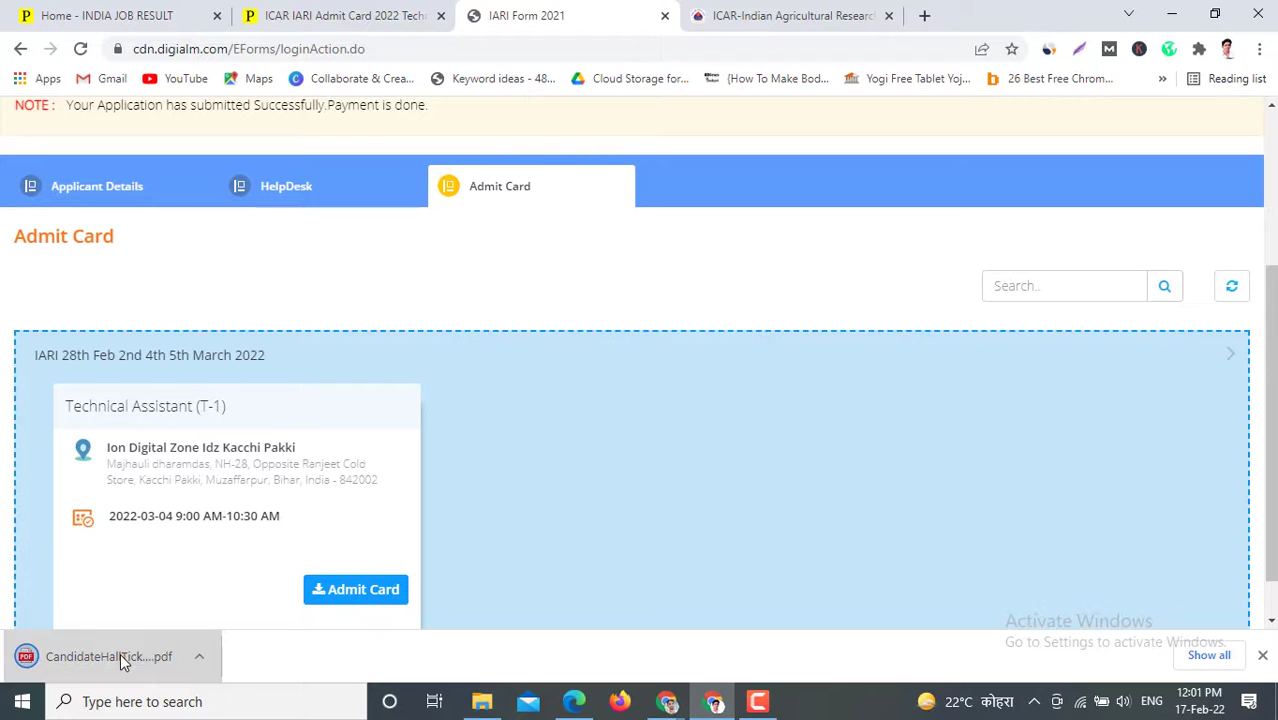 Home - INDIA JOB RESULT
ICAR IARI Admit Card 2022 Techn
IARI Form 2021
ICAR-Indian Agricultural Researc
cdn.digialm.com/EForms/loginAction.do
Apps
Gmail
YouTube
Maps
Collaborate & Crea...
Keyword ideas - 48...
Cloud Storage for...
{How To Make Bod...
Yogi Free Tablet Yoj...
26 Best Free Chrom...
»
Reading list
NOTE : Your Application has submitted Successfully.Payment is done.
Applicant Details
HelpDesk
Admit Card
Admit Card
Search..
IARI 28th Feb 2nd 4th 5th March 2022
Technical Assistant (T-1)
Ion Digital Zone Idz Kacchi Pakki
Majhauli dharamdas, NH-28, Opposite Ranjeet Cold
Store, Kacchi Pakki, Muzaffarpur, Bihar, India - 842002
2022-03-04 9:00 AM-10:30 AM
Admit Card
Activate Windows
Go to Settings to activate Windows.
CandidateHallTick....pdf
Show all
Type here to search
22°C कोहरा
ENG
12:01 PM
17-Feb-22